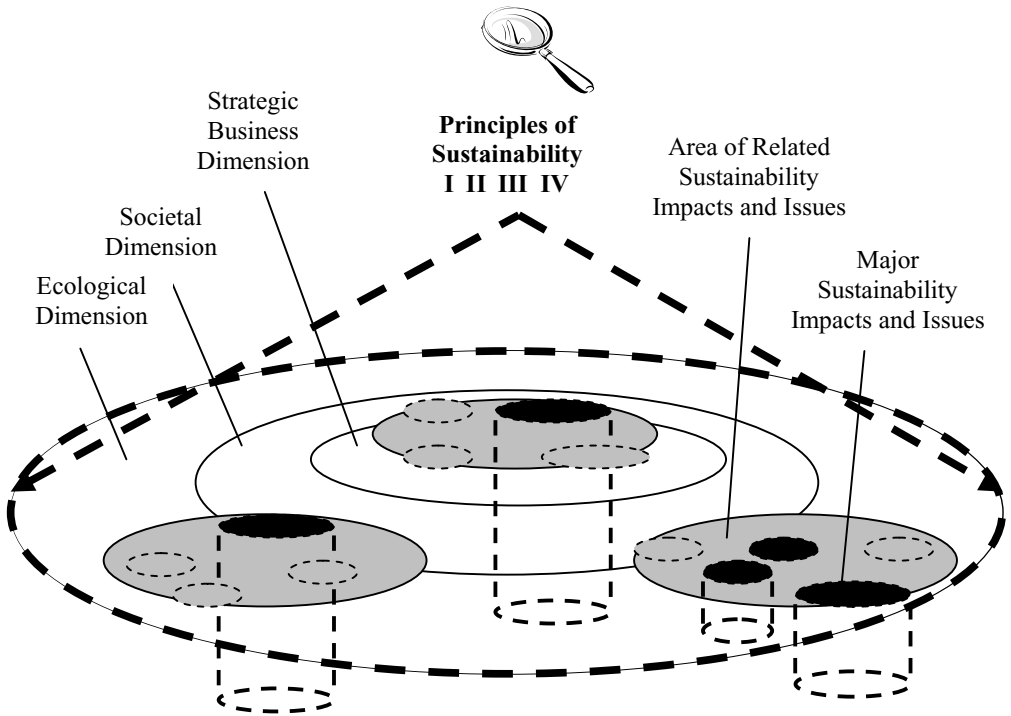 Strategic
Business
Dimension
Principles of
Sustainability
I II III IV
Area of Related
Sustainability
Impacts and Issues
Societal
Dimension
Major
Sustainability
Impacts and Issues
Ecological
Dimension